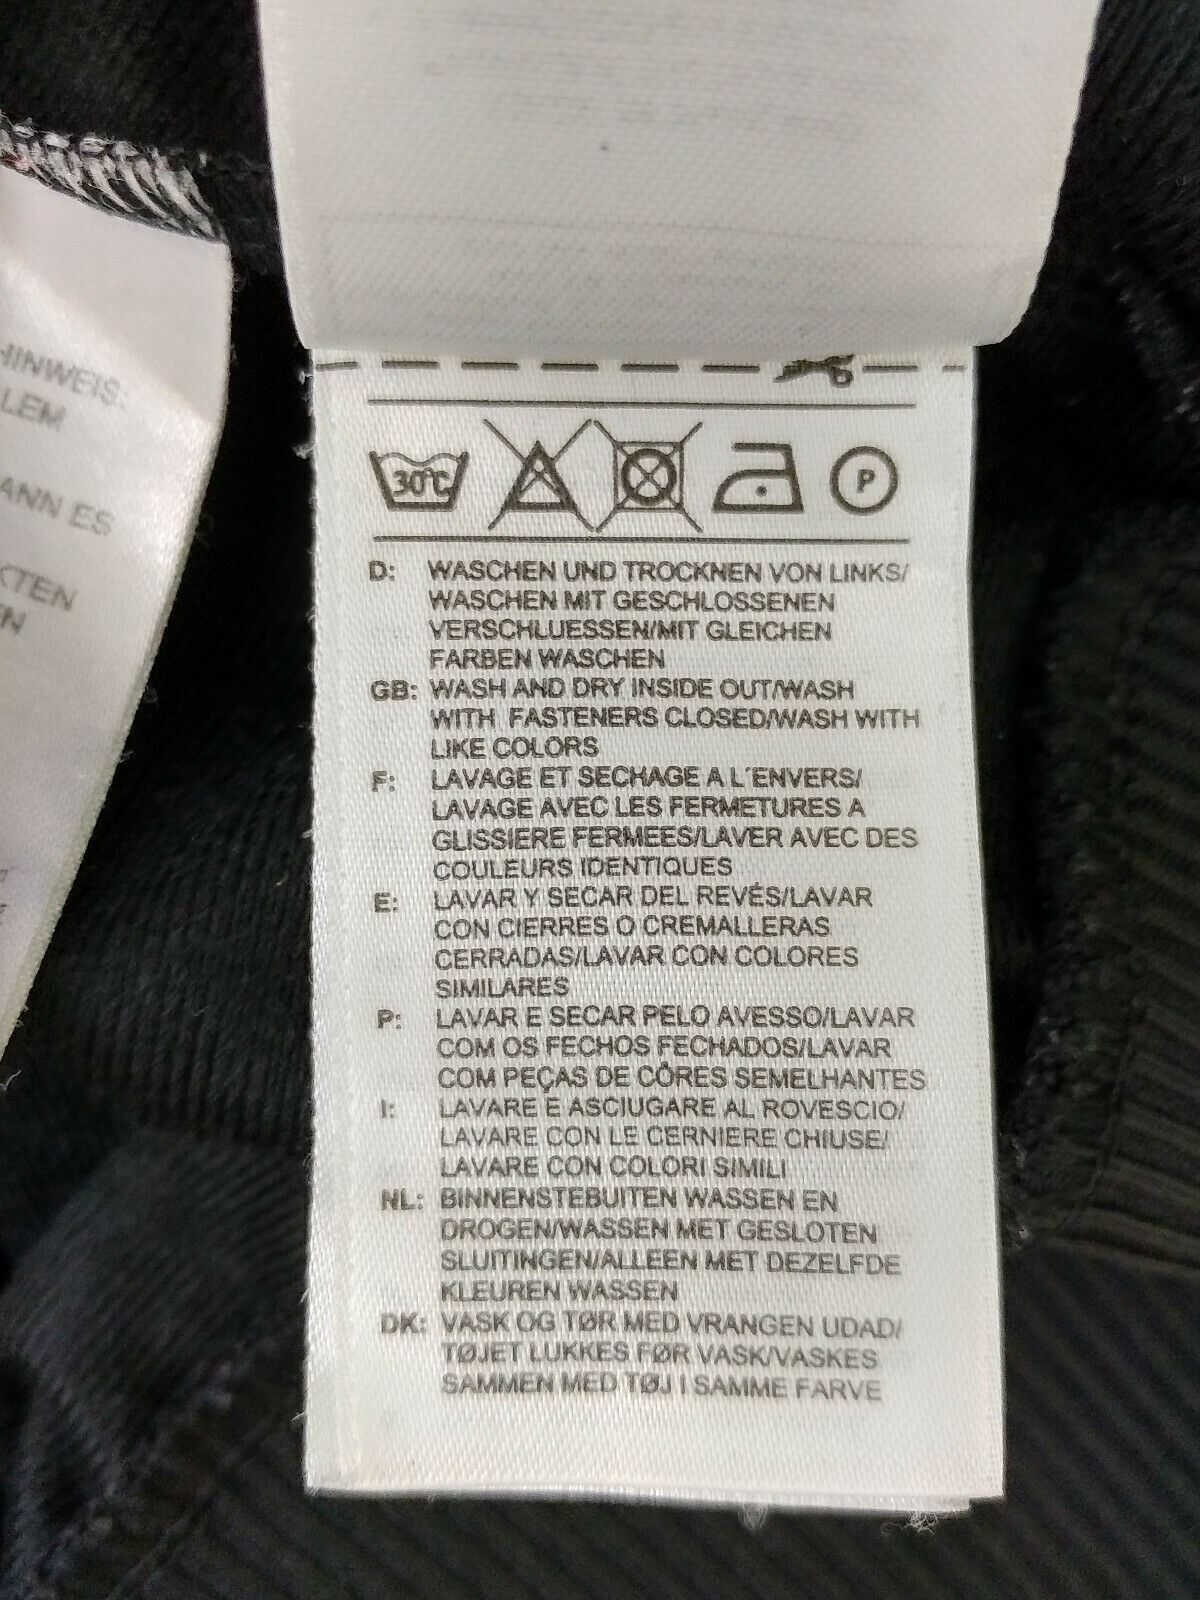 HINWEIS:
LEM
ANN ES
KTEN
EN
30°C
P
D: WASCHEN UND TROCKNEN VON LINKS/
WASCHEN MIT GESCHLOSSENEN
VERSCHLUESSEN/MIT GLEICHEN
FARBEN WASCHEN
GB: WASH AND DRY INSIDE OUT/WASH
WITH FASTENERS CLOSED/WASH WITH
LIKE COLORS
F: LAVAGE ET SECHAGE A L´ENVERS/
LAVAGE AVEC LES FERMETURES A
GLISSIERE FERMEES/LAVER AVEC DES
COULEURS IDENTIQUES
E: LAVAR Y SECAR DEL REVÉS/LAVAR
CON CIERRES O CREMALLERAS
CERRADAS/LAVAR CON COLORES
SIMILARES
P: LAVAR E SECAR PELO AVESSO/LAVAR
COM OS FECHOS FECHADOS/LAVAR
COM PEÇAS DE CÔRES SEMELHANTES
I: LAVARE E ASCIUGARE AL ROVESCIO/
LAVARE CON LE CERNIERE CHIUSE/
LAVARE CON COLORI SIMILI
NL: BINNENSTEBUITEN WASSEN EN
DROGEN/WASSEN MET GESLOTEN
SLUITINGEN/ALLEEN MET DEZELFDE
KLEUREN WASSEN
DK: VASK OG TØR MED VRANGEN UDAD/
TØJET LUKKES FØR VASK/VASKES
SAMMEN MED TØJ I SAMME FARVE